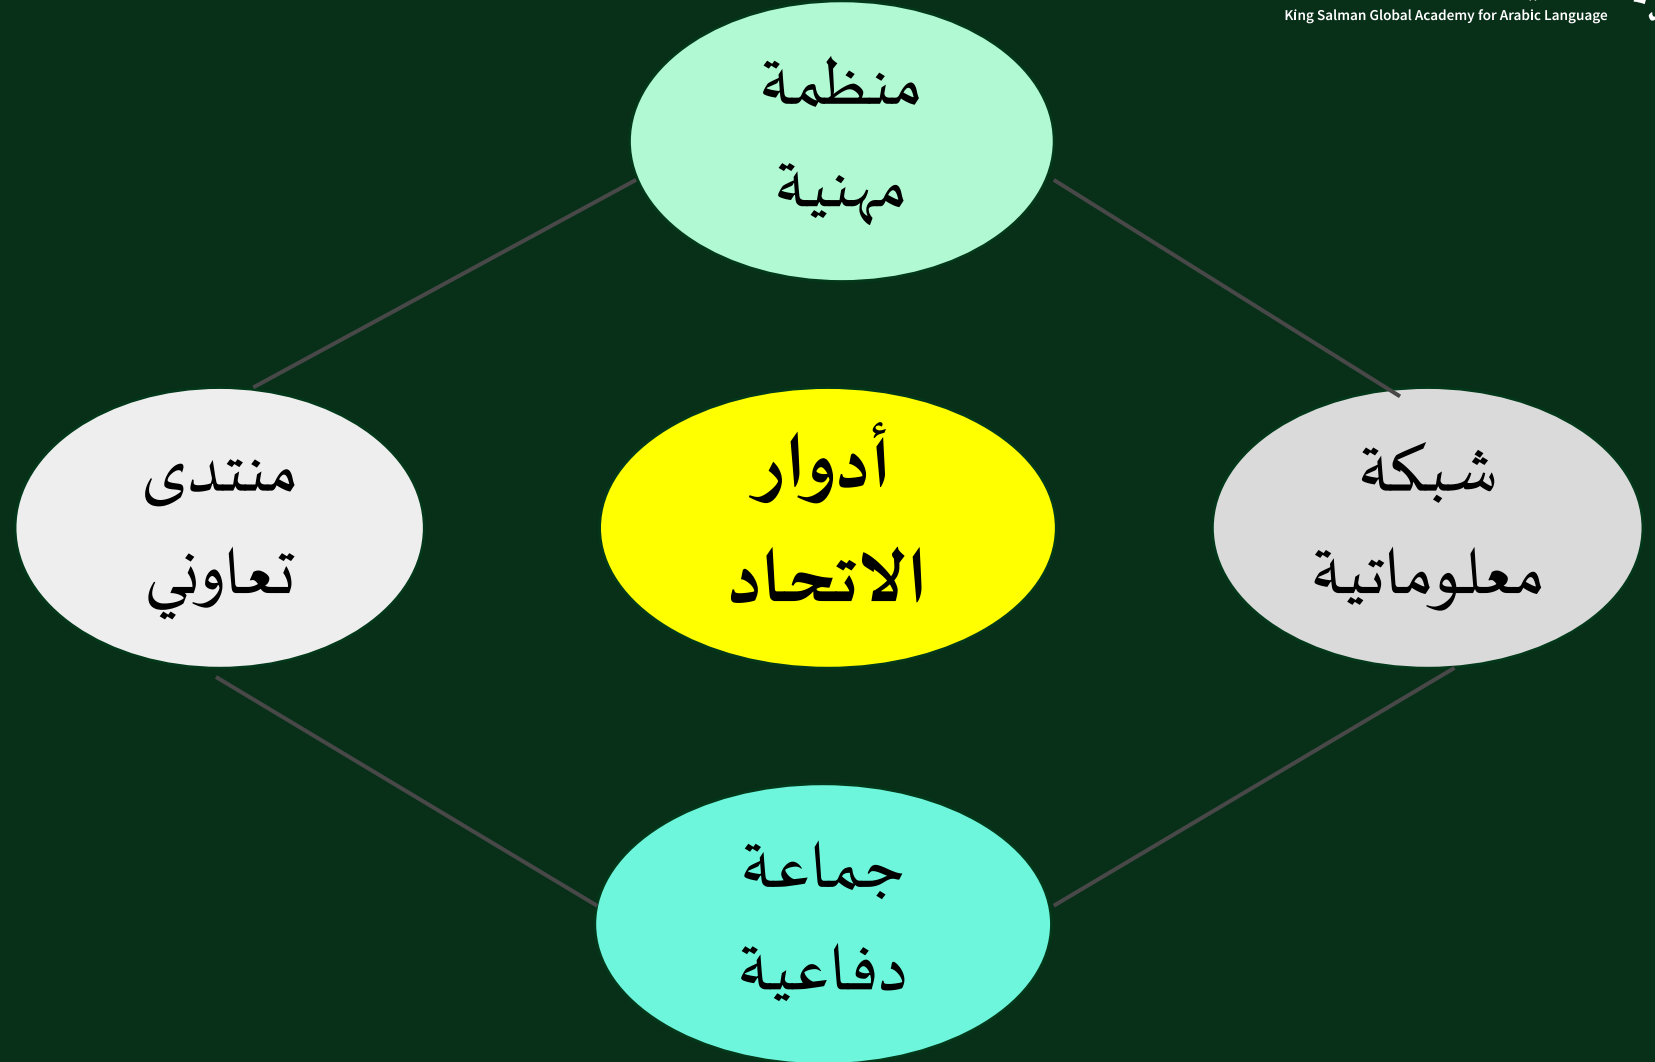 King Salman Global Academy for Arabic Language
منظمة
مهنية
شبكة
معلوماتية
أدوار
الاتحاد
منتدى
تعاوني
جماعة
دفاعية